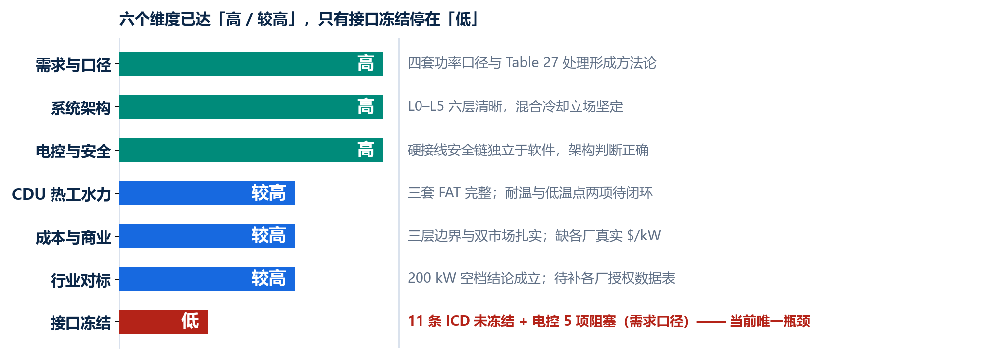 六个维度已达「高 / 较高」，只有接口冻结停在「低」
需求与口径 高 四套功率口径与 Table 27 处理形成方法论
系统架构 高 L0–L5 六层清晰，混合冷却立场坚定
电控与安全 高 硬接线安全链独立于软件，架构判断正确
CDU 热工水力 较高 三套 FAT 完整；耐温与低温点两项待闭环
成本与商业 较高 三层边界与双市场扎实；缺各厂真实 $/kW
行业对标 较高 200 kW 空档结论成立；待补各厂授权数据表
接口冻结 低 11 条 ICD 未冻结 + 电控 5 项阻塞（需求口径）—— 当前唯一瓶颈